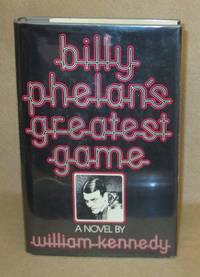 billy
phelan's
greatest
game
A NOVEL BY
william kennedy